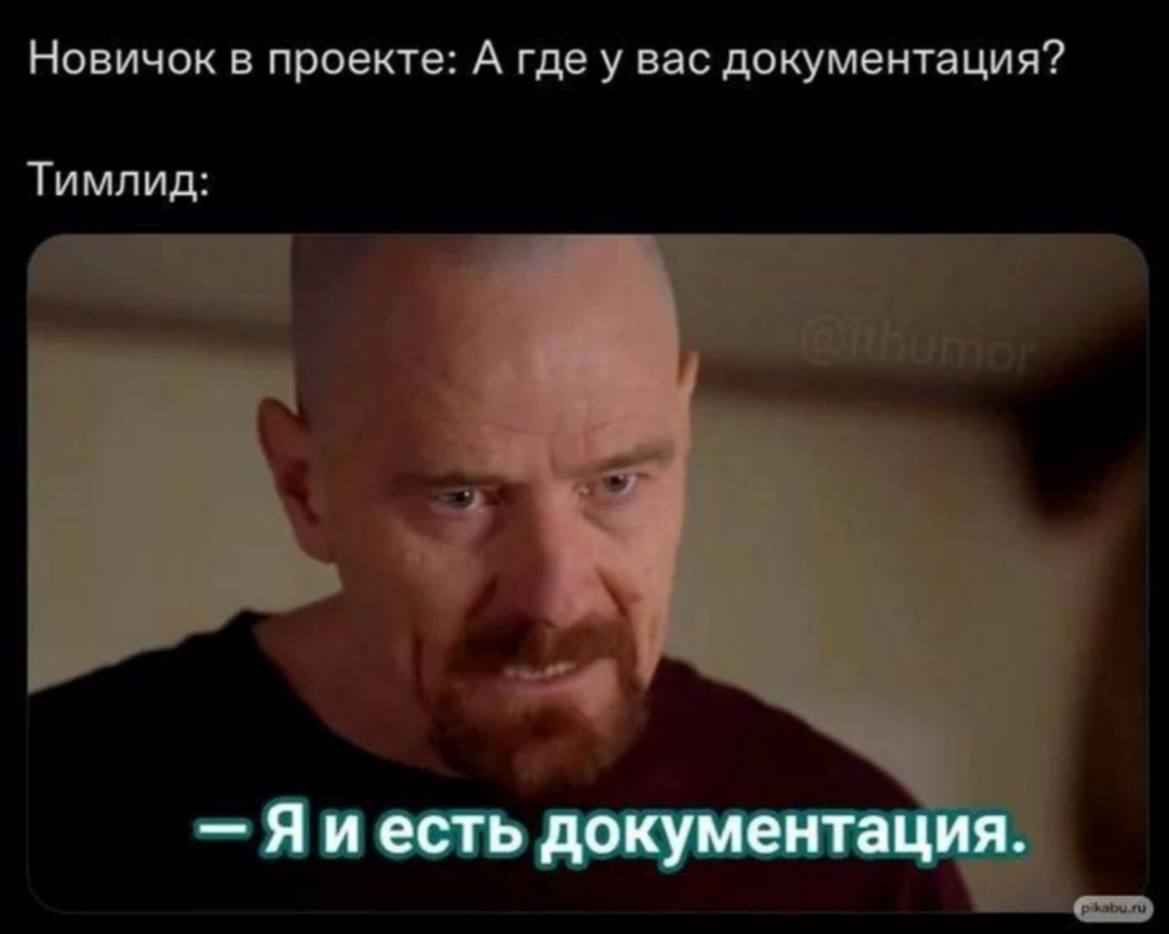 Новичок в проекте: А где у вас документация?
Тимлид:
@ithumor
— Я и есть документация.
pikabu.ru